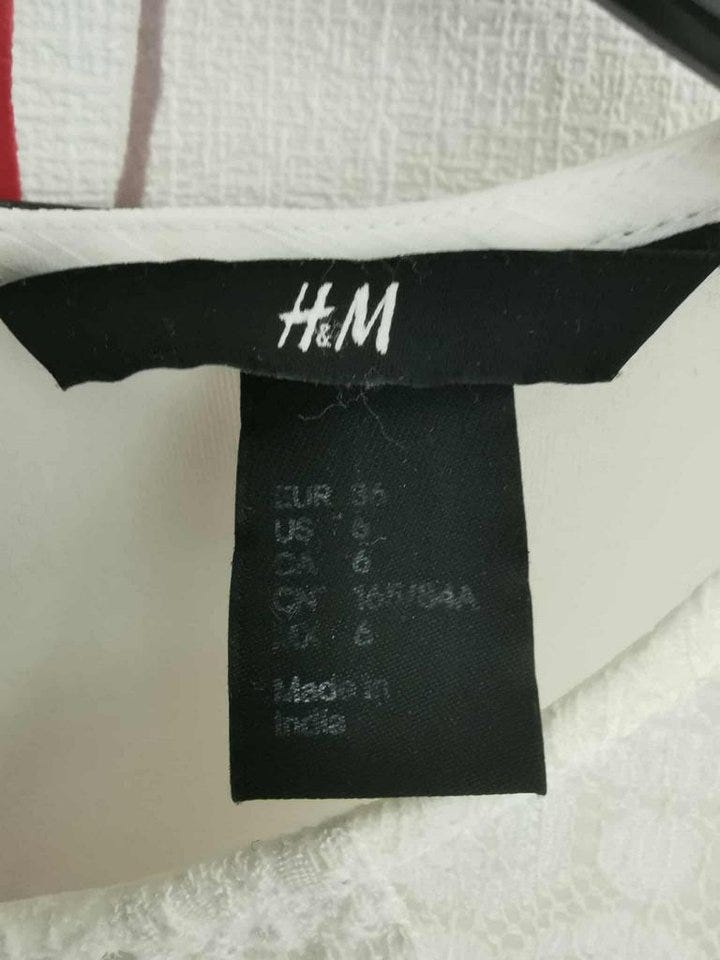 H&M
EUR 36
US 6
CA 6
CN 165/84A
MX 6
Made in
India